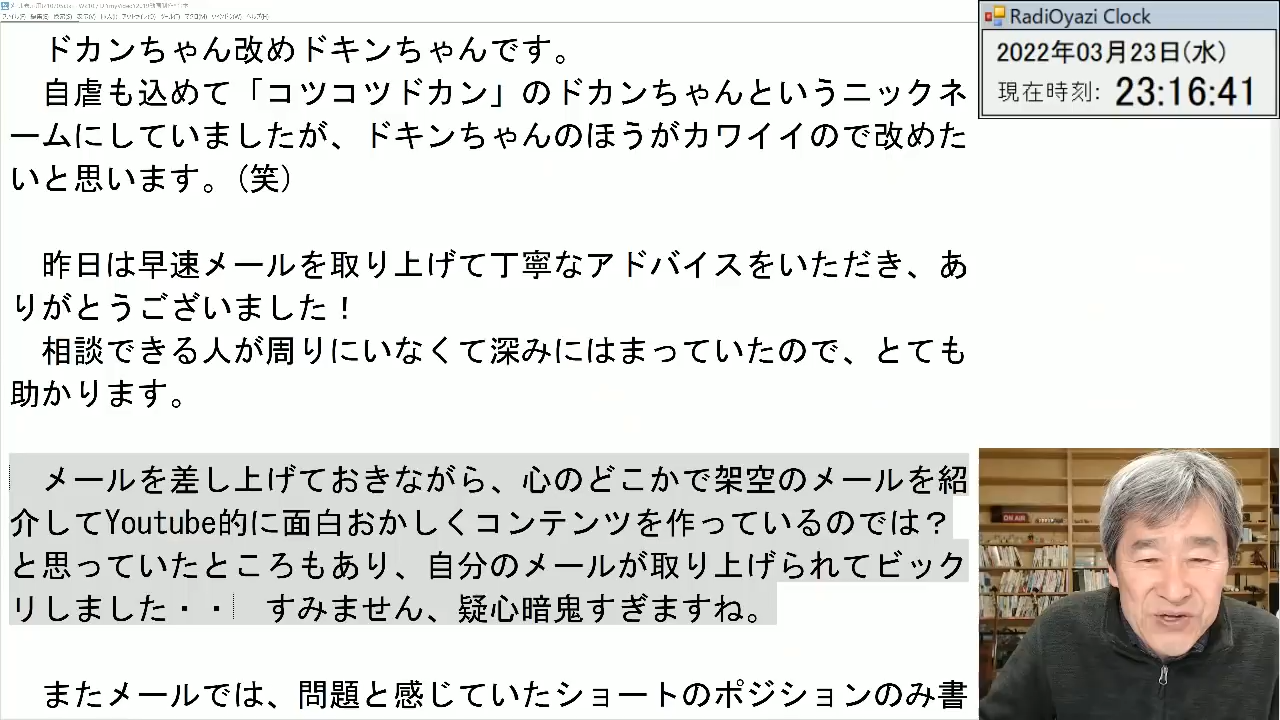 RadiOyazi Clock
2022年03月23日(水)
現在時刻: 23:16:41
ドカンちゃん改めドキンちゃんです。
自虐も込めて「コツコツドカン」のドカンちゃんというニックネ
ームにしていましたが、ドキンちゃんのほうがカワイイので改めた
いと思います。(笑)
昨日は早速メールを取り上げて丁寧なアドバイスをいただき、あ
りがとうございました!
相談できる人が周りにいなくて深みにはまっていたので、とても
助かります。
メールを差し上げておきながら、心のどこかで架空のメールを紹
介してYoutube的に面白おかしくコンテンツを作っているのでは?
と思っていたところもあり、自分のメールが取り上げられてビック
リしました・・ すみません、疑心暗鬼すぎますね。
またメールでは、問題と感じていたショートのポジションのみ書
ON AIR